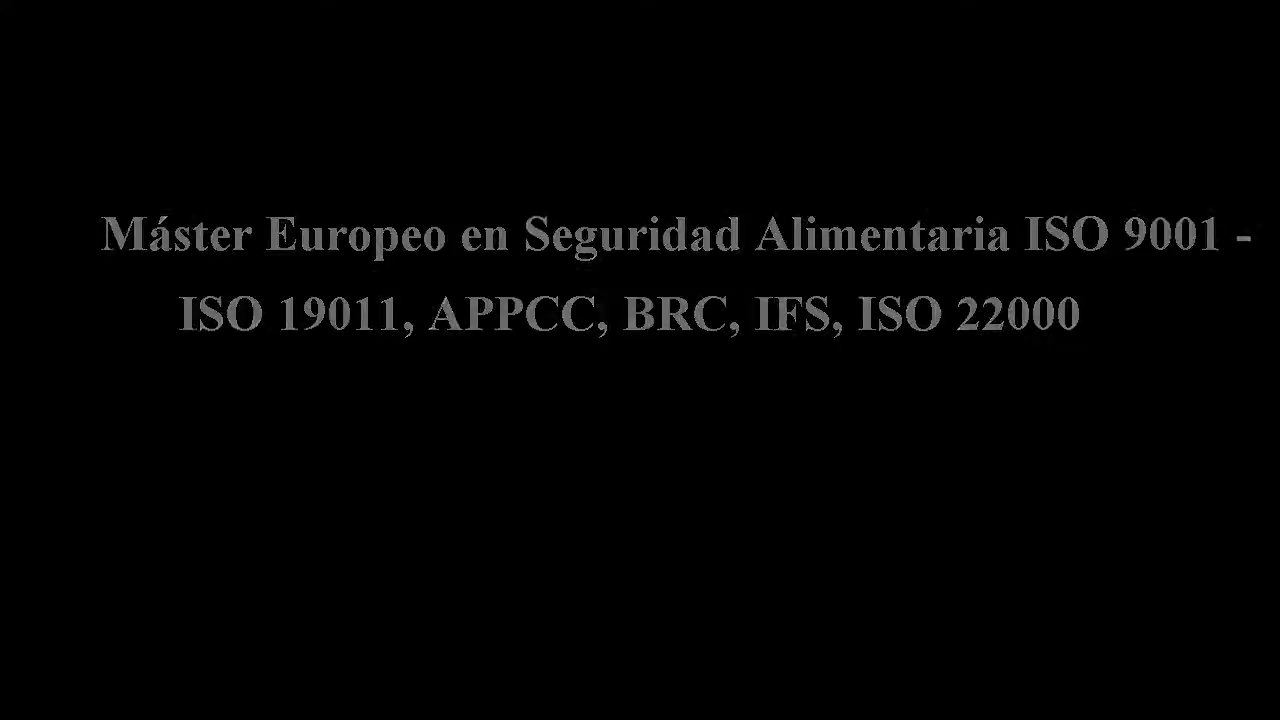 Máster Europeo en Seguridad Alimentaria ISO 9001 -
ISO 19011, APPCC, BRC, IFS, ISO 22000